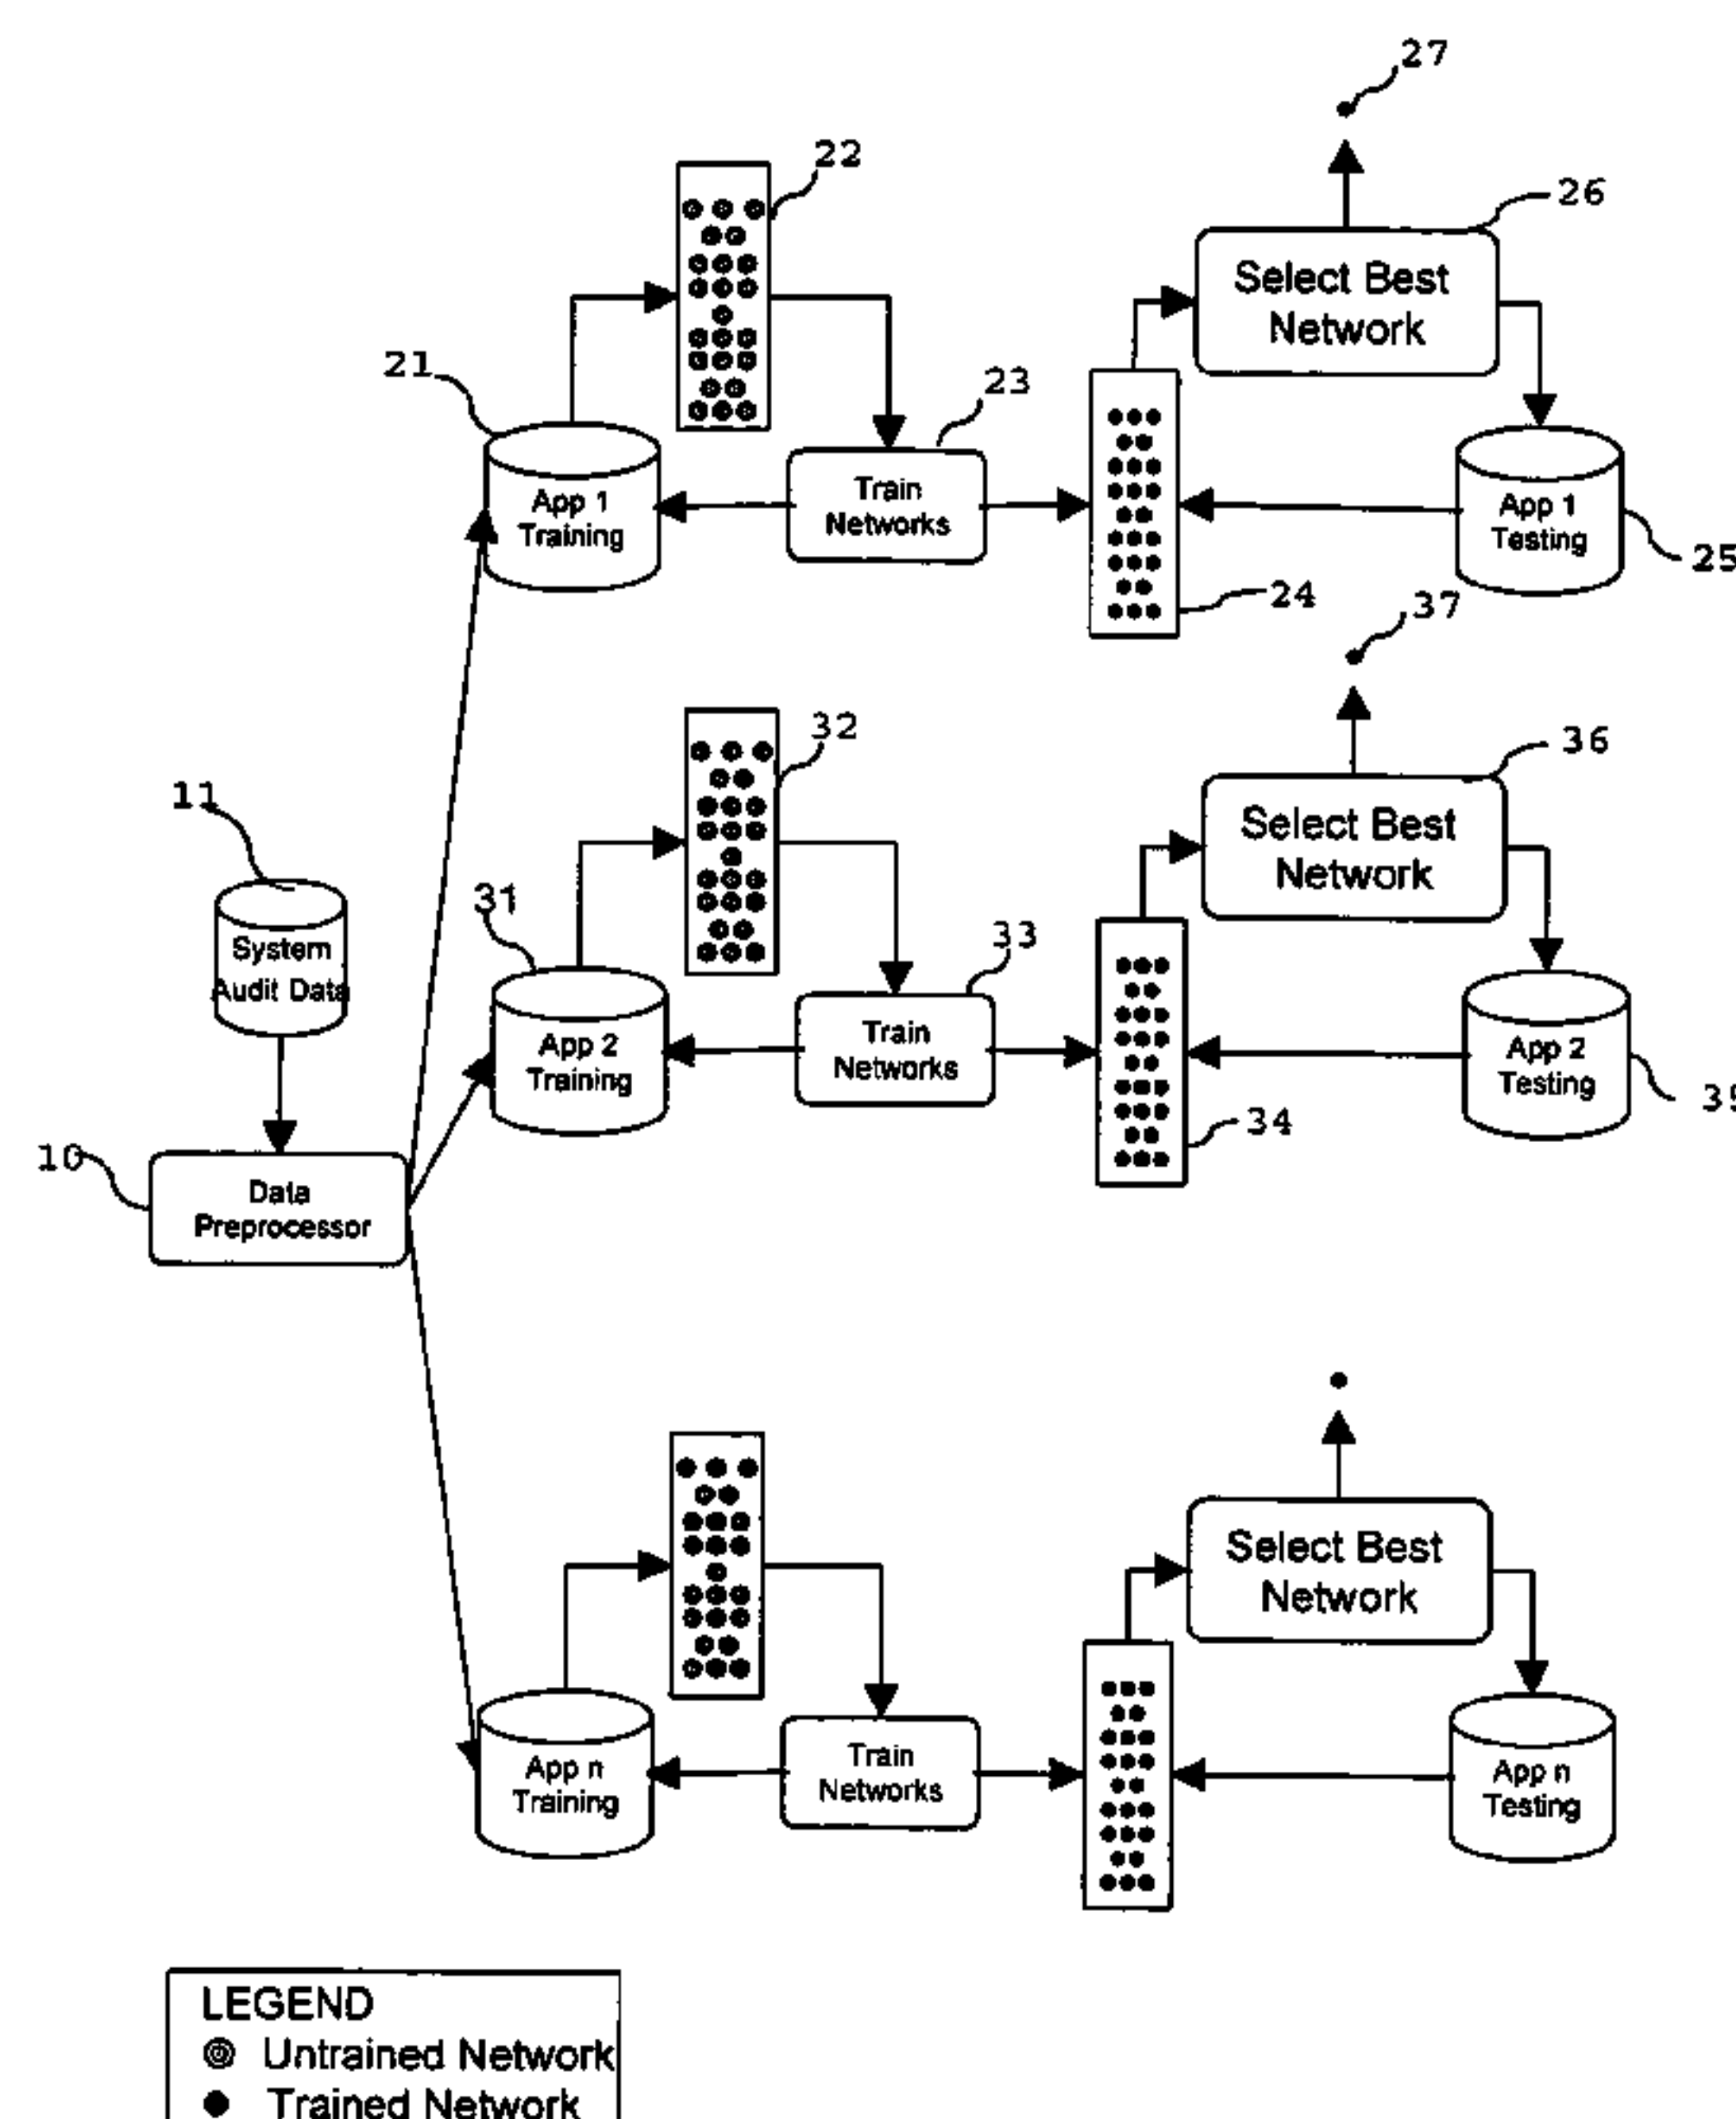 27
22
26
Select Best
Network
21
23
App 1
Training
Train
Networks
App 1
Testing
25
24
37
32
36
Select Best
Network
11
System
Audit Data
31
33
App 2
Training
Train
Networks
App 2
Testing
34
10
Data
Preprocessor
Select Best
Network
App n
Training
Train
Networks
App n
Testing
LEGEND
Untrained Network
Trained Network